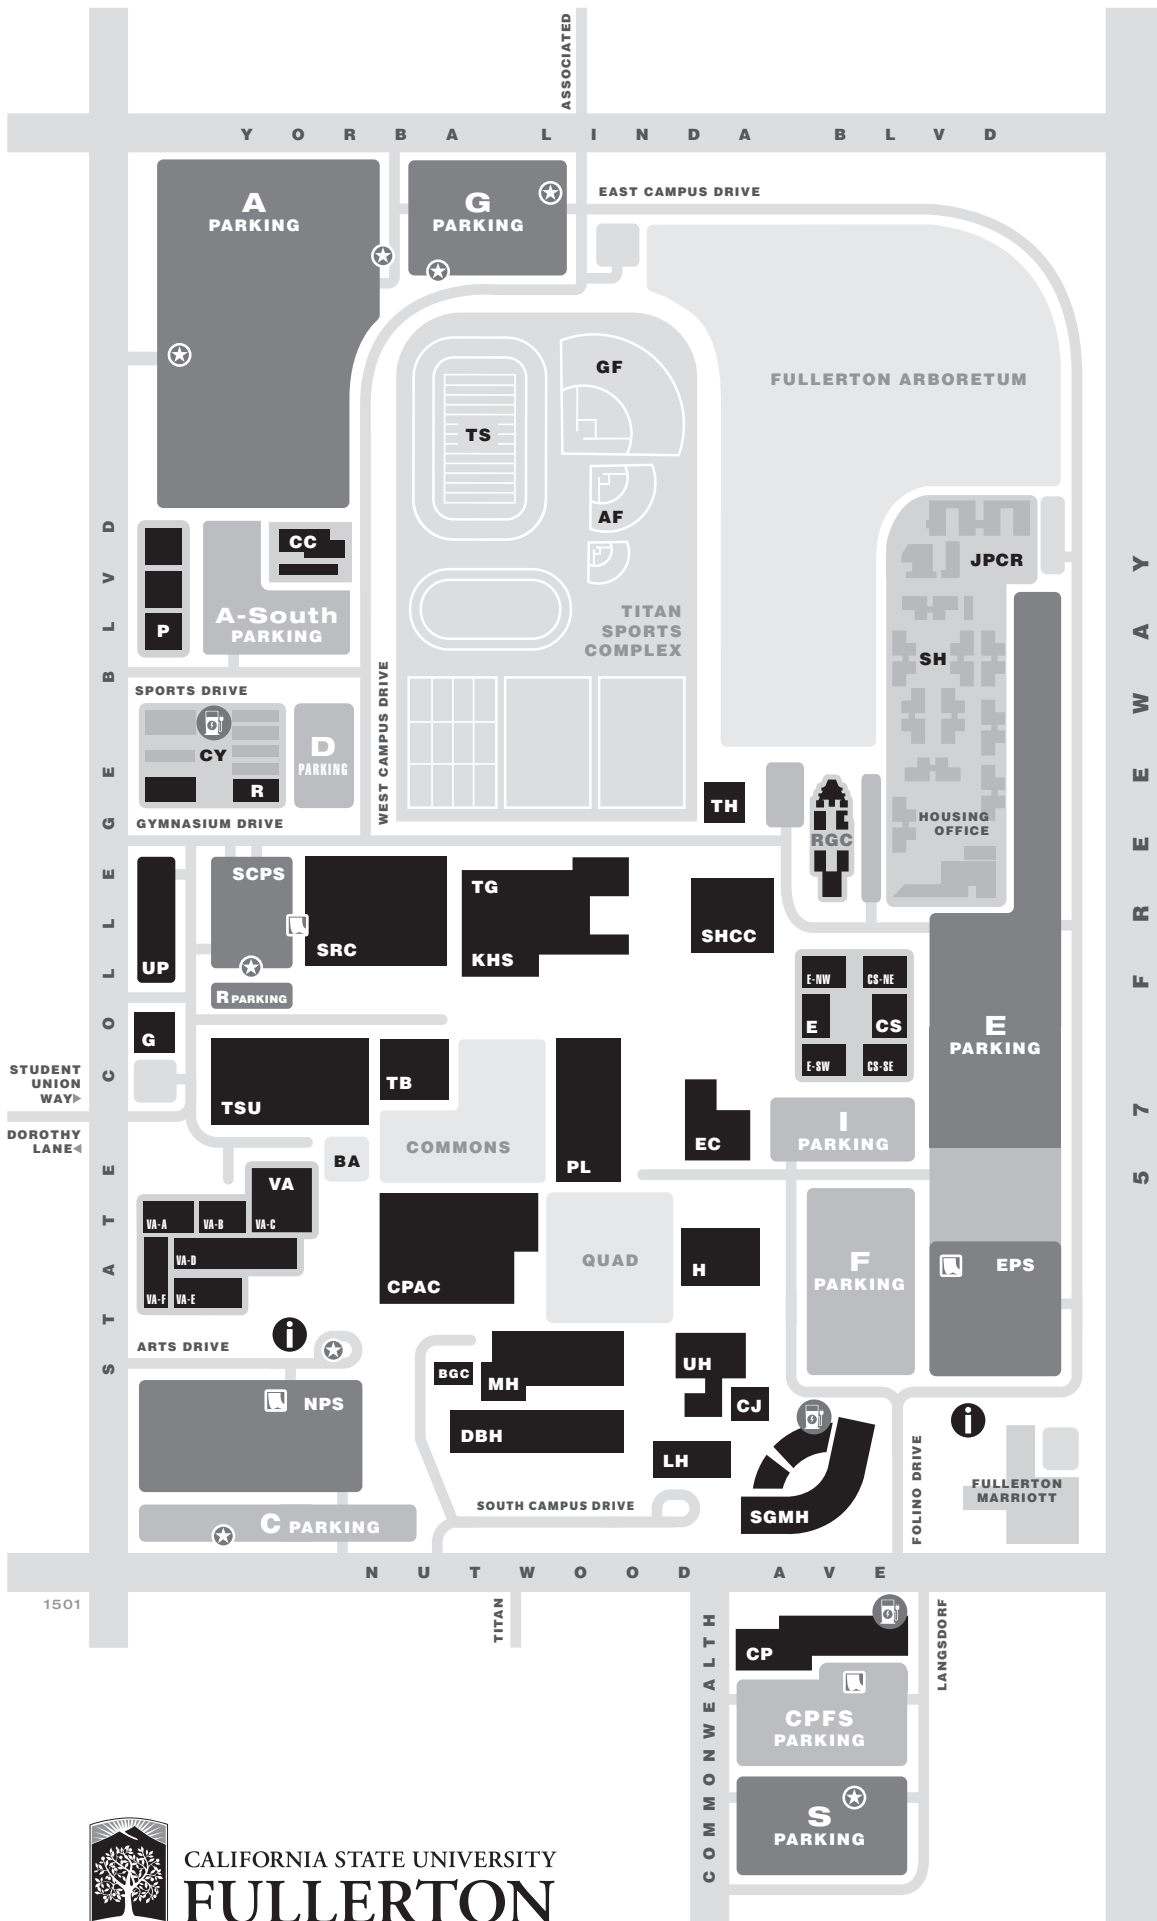 ASSOCIATED
YORBA LINDA BLVD
A
PARKING
G
PARKING
EAST CAMPUS DRIVE
FULLERTON ARBORETUM
GF
TS
AF
TITAN
SPORTS
COMPLEX
CC
P
A-South
PARKING
JPCR
SH
HOUSING
OFFICE
STATE COLLEGE BLVD
57 FREEWAY
SPORTS DRIVE
WEST CAMPUS DRIVE
CY
R
D
PARKING
GYMNASIUM DRIVE
TH
RGC
SCPS
SRC
TG
KHS
SHCC
UP
R PARKING
E-NW
CS-NE
E
CS
E-SW
CS-SE
E
PARKING
G
STUDENT
UNION
WAY
DOROTHY
LANE
TSU
TB
COMMONS
PL
EC
I
PARKING
BA
VA
VA-A
VA-B
VA-C
VA-D
VA-F
VA-E
CPAC
QUAD
H
F
PARKING
EPS
ARTS DRIVE
i
NPS
BGC
MH
DBH
UH
CJ
LH
SGMH
i
FOLINO DRIVE
FULLERTON
MARRIOTT
C PARKING
SOUTH CAMPUS DRIVE
NUTWOOD AVE
1501
TITAN
COMMONWEALTH
LANGSDORF
CP
CPFS
PARKING
S
PARKING
CALIFORNIA STATE UNIVERSITY
FULLERTON